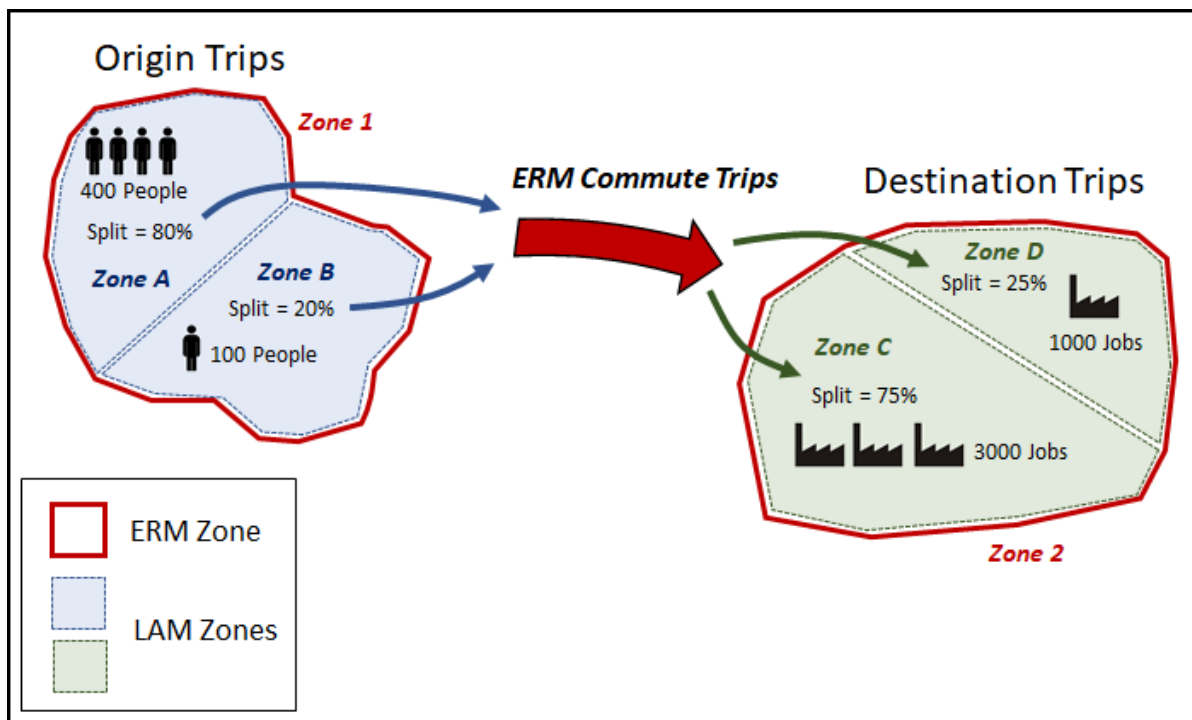 Origin Trips
Zone 1
400 People
Split = 80%
Zone A
Zone B
Split = 20%
100 People
ERM Commute Trips
Destination Trips
Zone D
Split = 25%
1000 Jobs
Zone C
Split = 75%
3000 Jobs
Zone 2
ERM Zone
LAM Zones